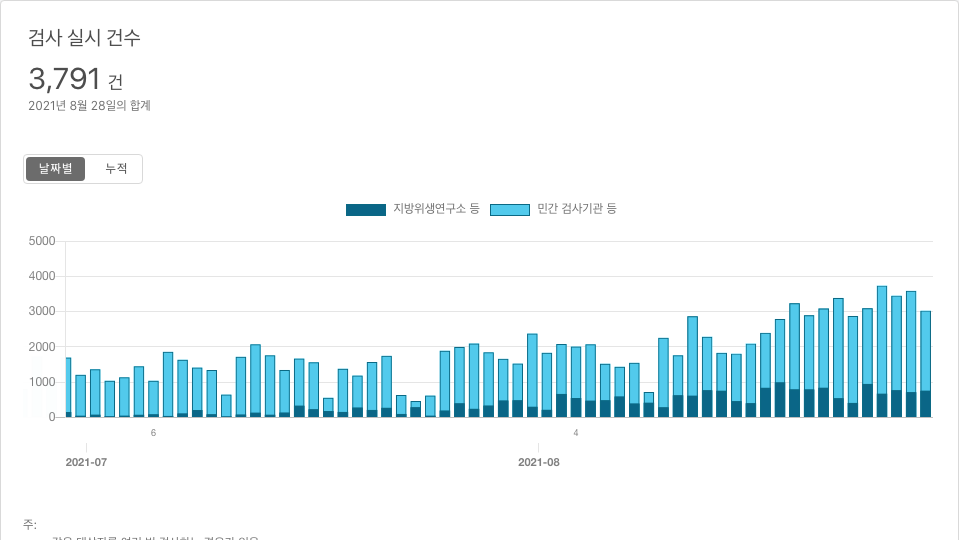 검사 실시 건수
3,791 건
2021년 8월 28일의 합계
날짜별 누적
지방위생연구소 등 민간 검사기관 등
5000
4000
3000
2000
1000
0
6 4
2021-07 2021-08
주: